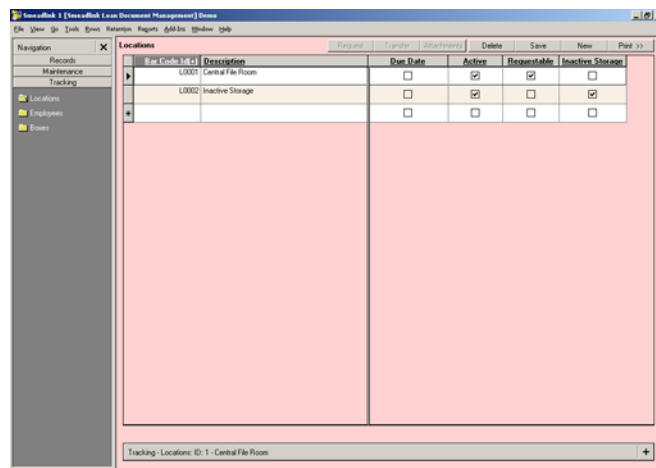 Smeadlink 1 [Smeadlink Loan Document Management] Demo
File View Go Tools Rows Retention Reports Add-Ins Window Help
Navigation X
Records
Maintenance
Tracking
Locations
Employees
Boxes
Locations
Request Transfer Attachments Delete Save New Print >>
Bar Code Id(+) Description Due Date Active Requestable Inactive Storage
L0001 Central File Room
L0002 Inactive Storage
Tracking - Locations: ID: 1 - Central File Room +